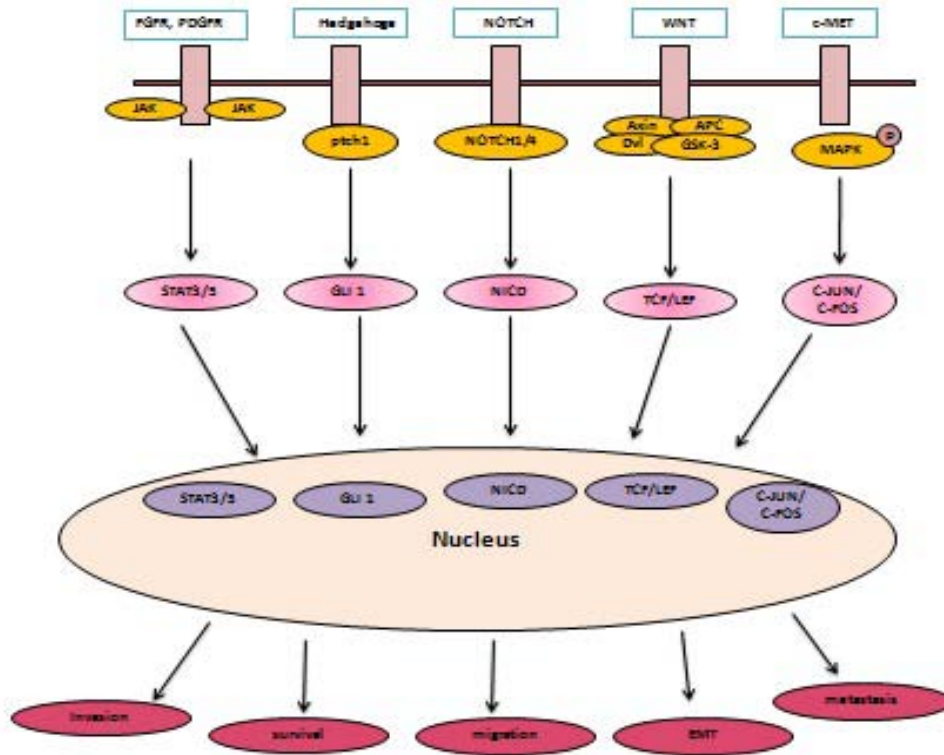 FGFR, PDGFR
Hedgehogs
NOTCH
WNT
c-MET
JAK
JAK
ptch1
NOTCH1/4
Axin
APC
Dvl
GSK-3
MAPK
P
STAT3/5
GLI 1
NICD
TCF/LEF
C-JUN/
C-FOS
STAT3/5
GLI 1
NICD
TCF/LEF
C-JUN/
C-FOS
Nucleus
Invasion
survival
migration
EMT
metastasis